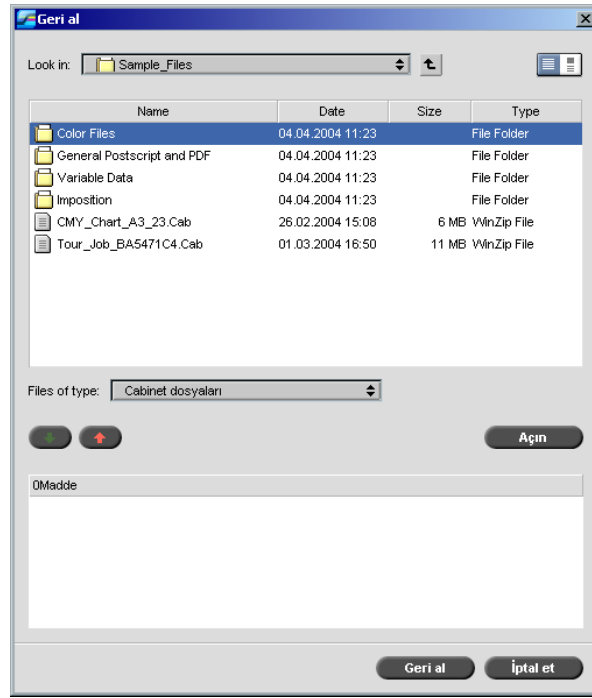 Geri al
Look in: Sample_Files
Name Date Size Type
Color Files 04.04.2004 11:23 File Folder
General Postscript and PDF 04.04.2004 11:23 File Folder
Variable Data 04.04.2004 11:23 File Folder
Imposition 04.04.2004 11:23 File Folder
CMY_Chart_A3_23.Cab 26.02.2004 15:08 6 MB WinZip File
Tour_Job_BA5471C4.Cab 01.03.2004 16:50 11 MB WinZip File
Files of type: Cabinet dosyaları
Açın
0Madde
Geri al İptal et